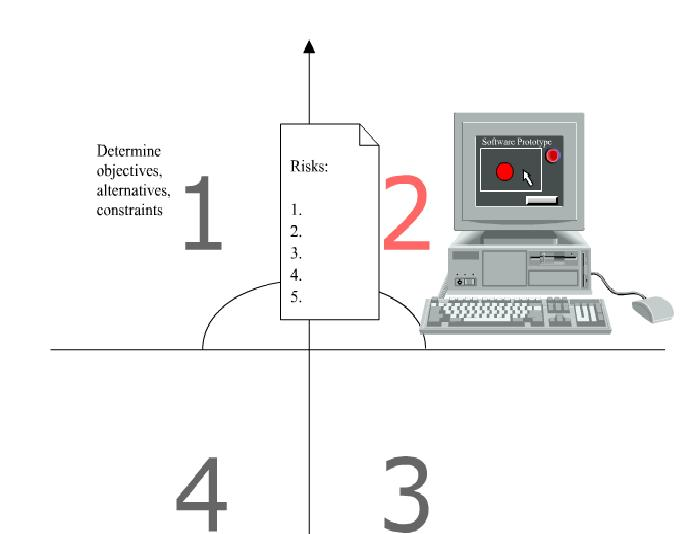 Determine
objectives,
alternatives,
constraints
1
Risks:
1.
2.
3.
4.
5.
2
Software Prototype
4
3